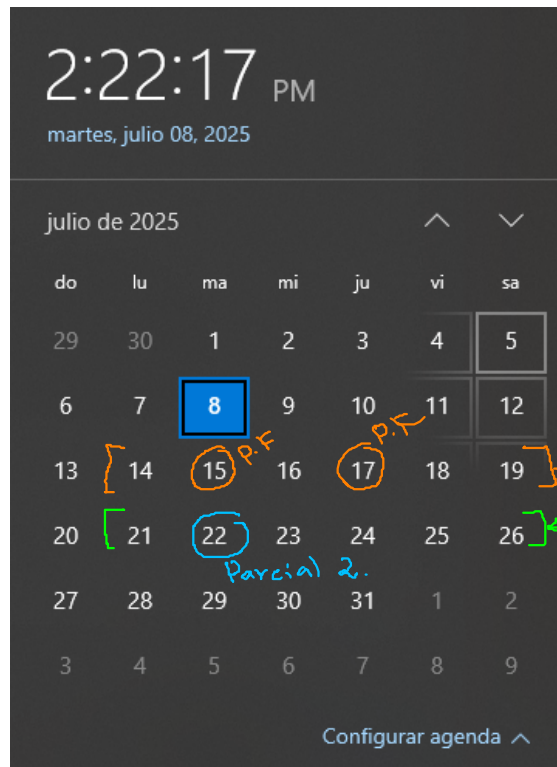 2:22:17 PM
martes, julio 08, 2025
julio de 2025
do lu ma mi ju vi sa
29 30 1 2 3 4 5
6 7 8 9 10 11 12
P.F P.F
13 14 15 16 17 18 19
20 21 22 23 24 25 26
Parcial 2.
27 28 29 30 31 1 2
3 4 5 6 7 8 9
Configurar agenda